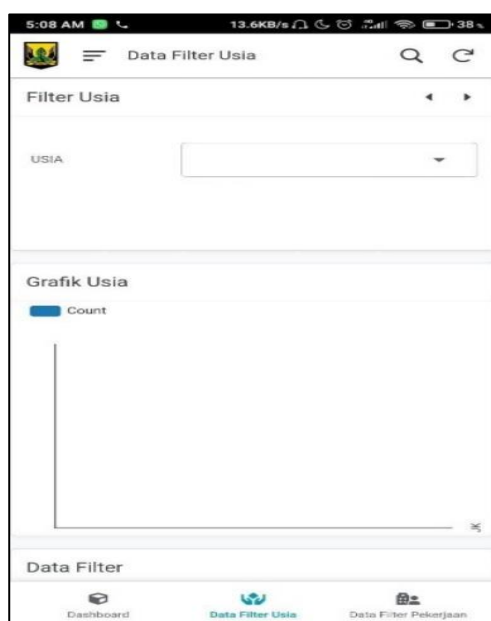 5:08 AM 13.6KB/s 38%
Data Filter Usia
Filter Usia
USIA
Grafik Usia
Count
Data Filter
Dashboard Data Filter Usia Data Filter Pekerjaan